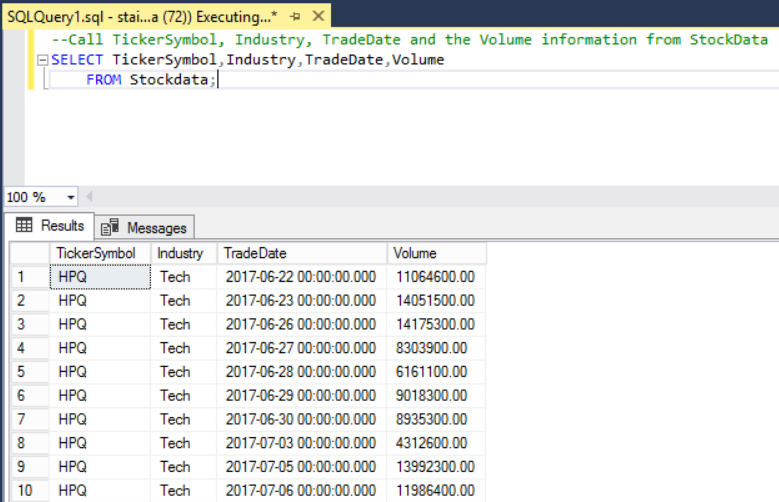 SQLQuery1.sql - stai...a (72)) Executing...*
--Call TickerSymbol, Industry, TradeDate and the Volume information from StockData
SELECT TickerSymbol,Industry,TradeDate,Volume
FROM Stockdata;
100 %
Results Messages
TickerSymbol Industry TradeDate Volume
1 HPQ Tech 2017-06-22 00:00:00.000 11064600.00
2 HPQ Tech 2017-06-23 00:00:00.000 14051500.00
3 HPQ Tech 2017-06-26 00:00:00.000 14175300.00
4 HPQ Tech 2017-06-27 00:00:00.000 8303900.00
5 HPQ Tech 2017-06-28 00:00:00.000 6161100.00
6 HPQ Tech 2017-06-29 00:00:00.000 9018300.00
7 HPQ Tech 2017-06-30 00:00:00.000 8935300.00
8 HPQ Tech 2017-07-03 00:00:00.000 4312600.00
9 HPQ Tech 2017-07-05 00:00:00.000 13992300.00
10 HPQ Tech 2017-07-06 00:00:00.000 11986400.00